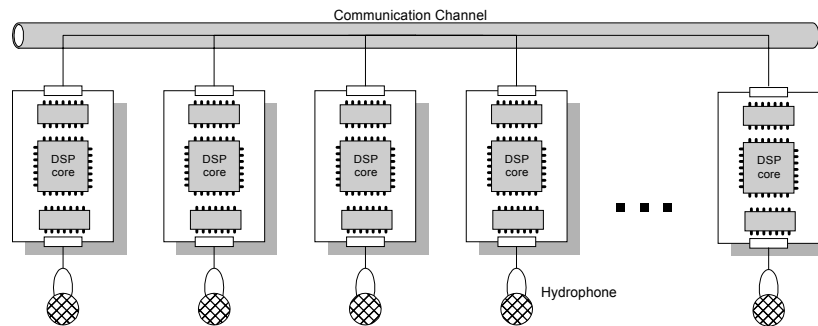 Communication Channel
DSP
core
DSP
core
DSP
core
DSP
core
DSP
core
Hydrophone